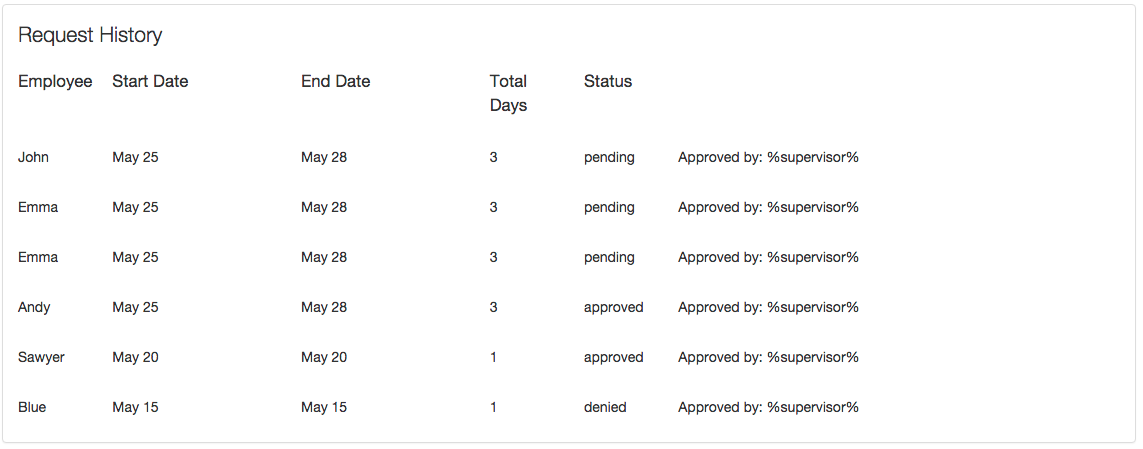 Request History
Employee Start Date End Date Total Days Status
John May 25 May 28 3 pending Approved by: %supervisor%
Emma May 25 May 28 3 pending Approved by: %supervisor%
Emma May 25 May 28 3 pending Approved by: %supervisor%
Andy May 25 May 28 3 approved Approved by: %supervisor%
Sawyer May 20 May 20 1 approved Approved by: %supervisor%
Blue May 15 May 15 1 denied Approved by: %supervisor%